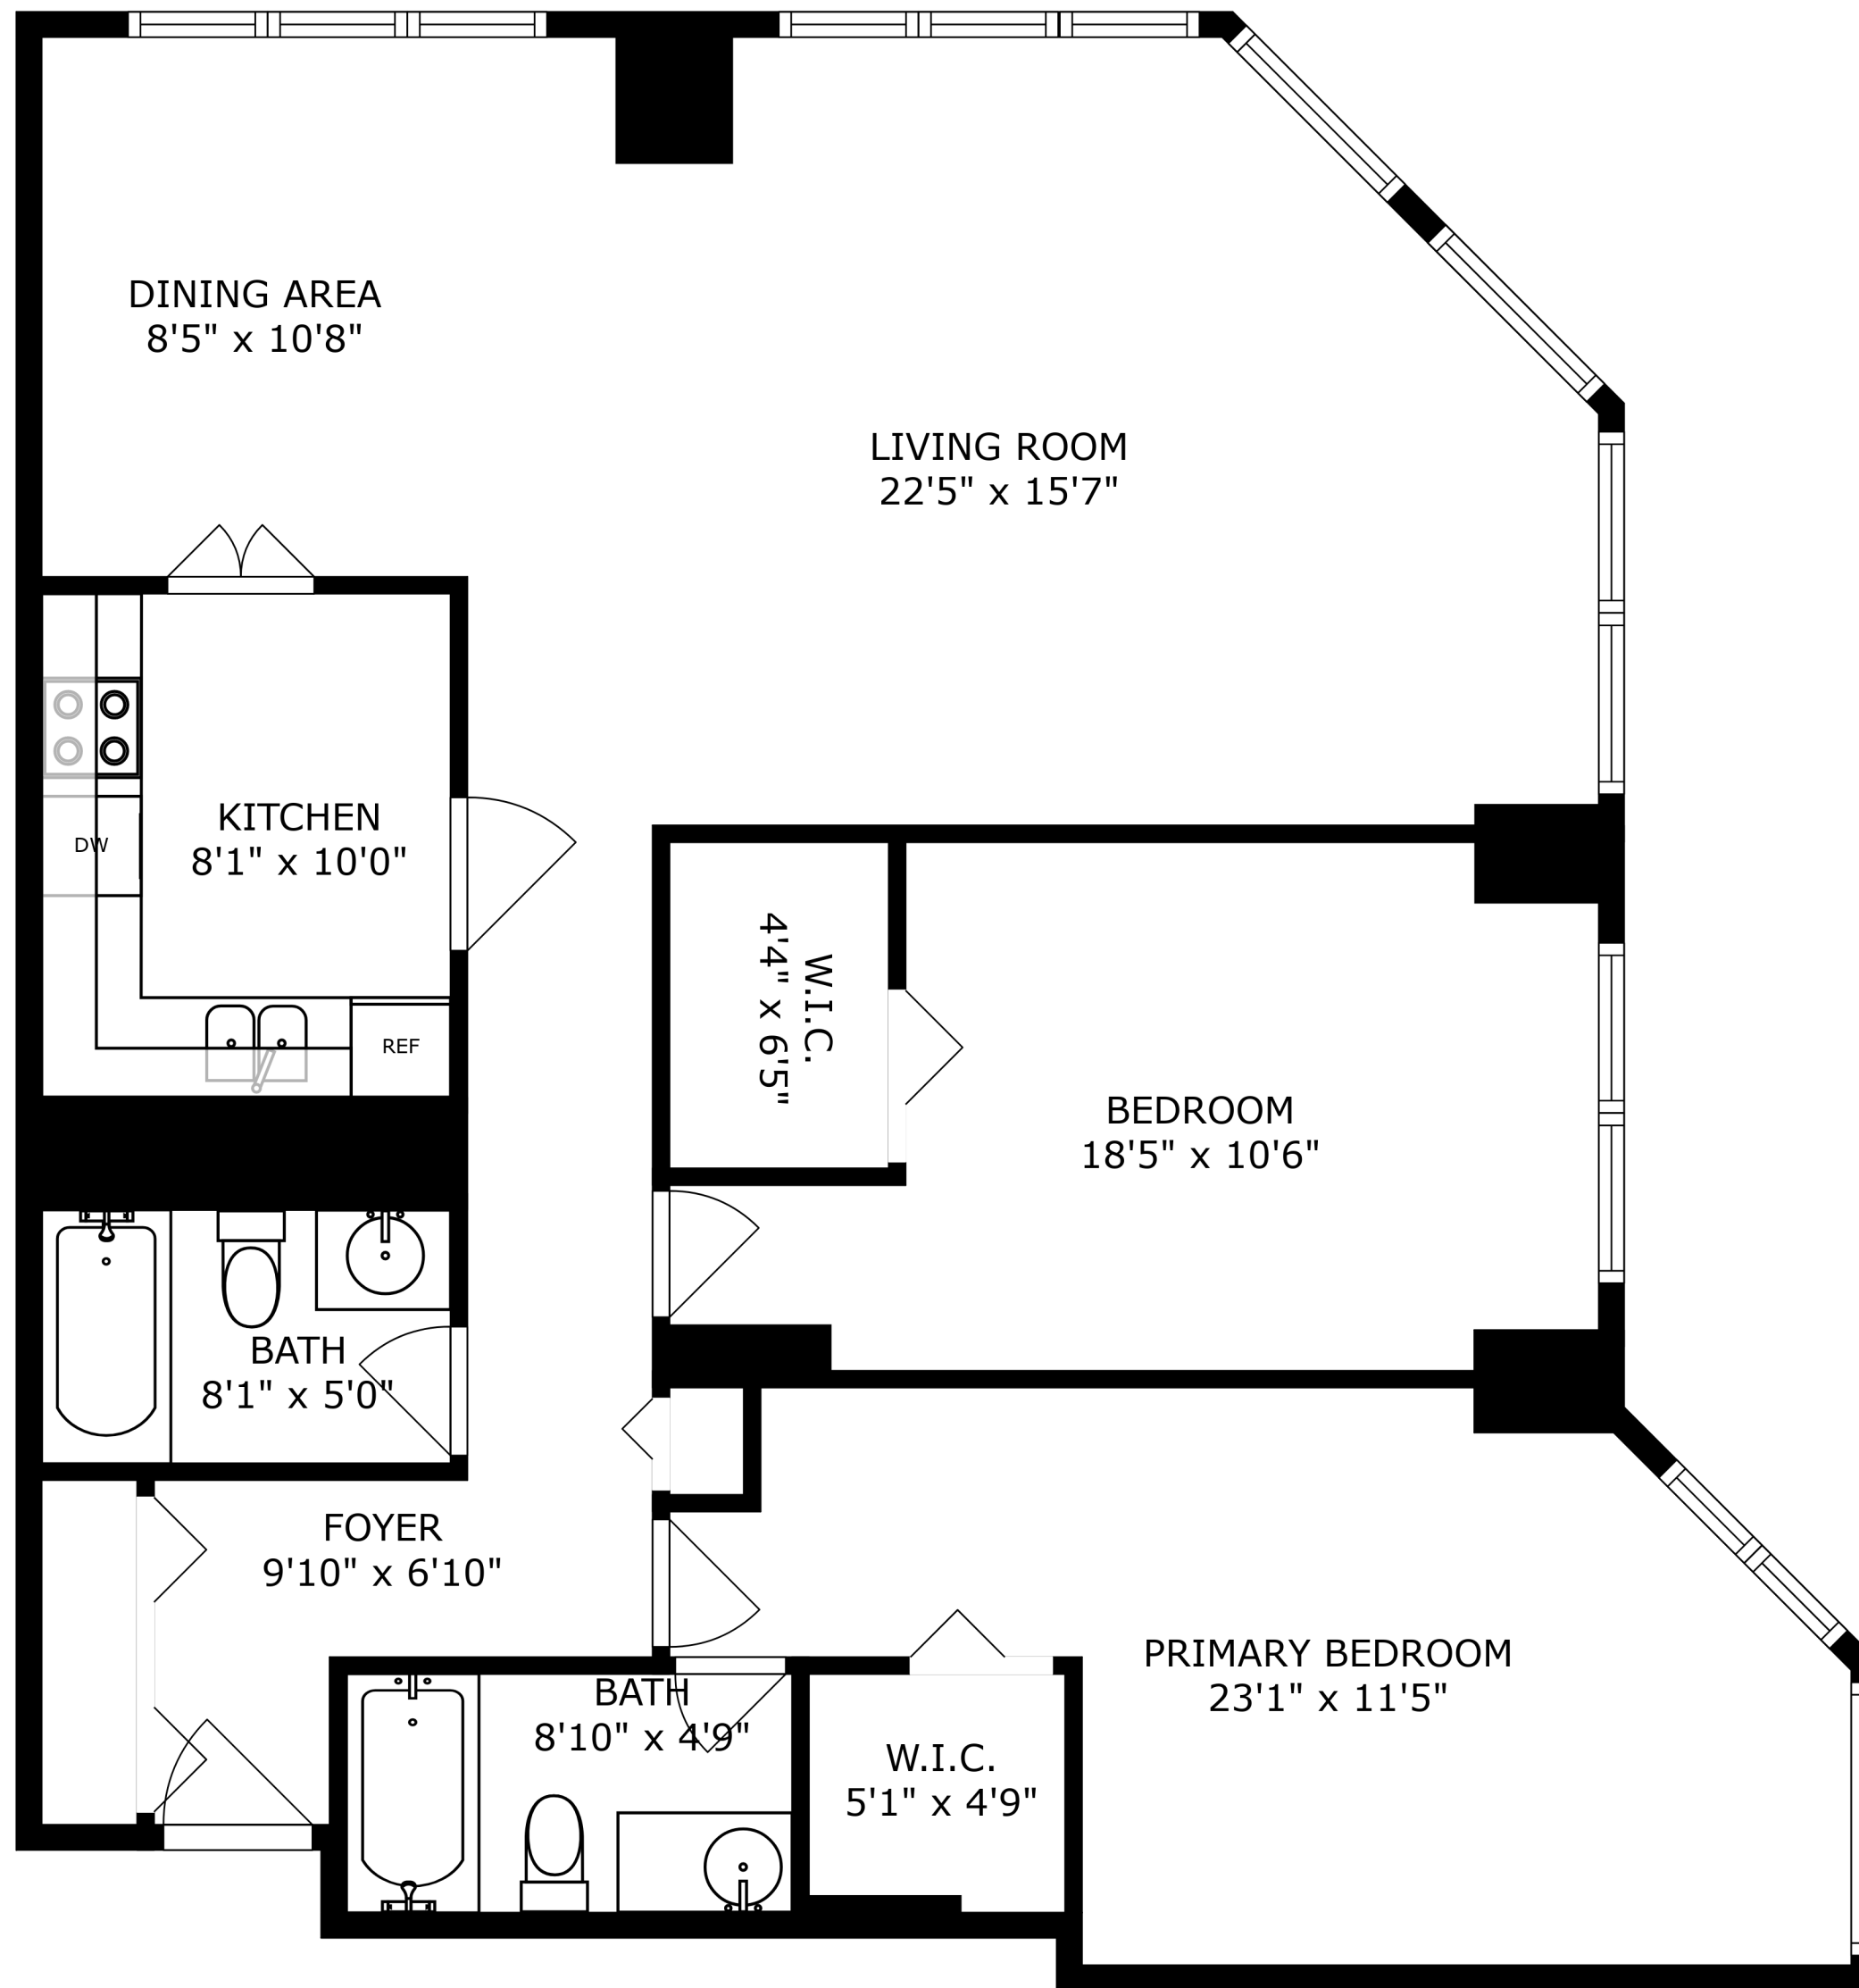 DINING AREA
8'5" x 10'8"
LIVING ROOM
22'5" x 15'7"
KITCHEN
8'1" x 10'0"
DW
REF
W.I.C.
4'4" x 6'5"
BEDROOM
18'5" x 10'6"
BATH
8'1" x 5'0"
FOYER
9'10" x 6'10"
PRIMARY BEDROOM
23'1" x 11'5"
BATH
8'10" x 4'9"
W.I.C.
5'1" x 4'9"